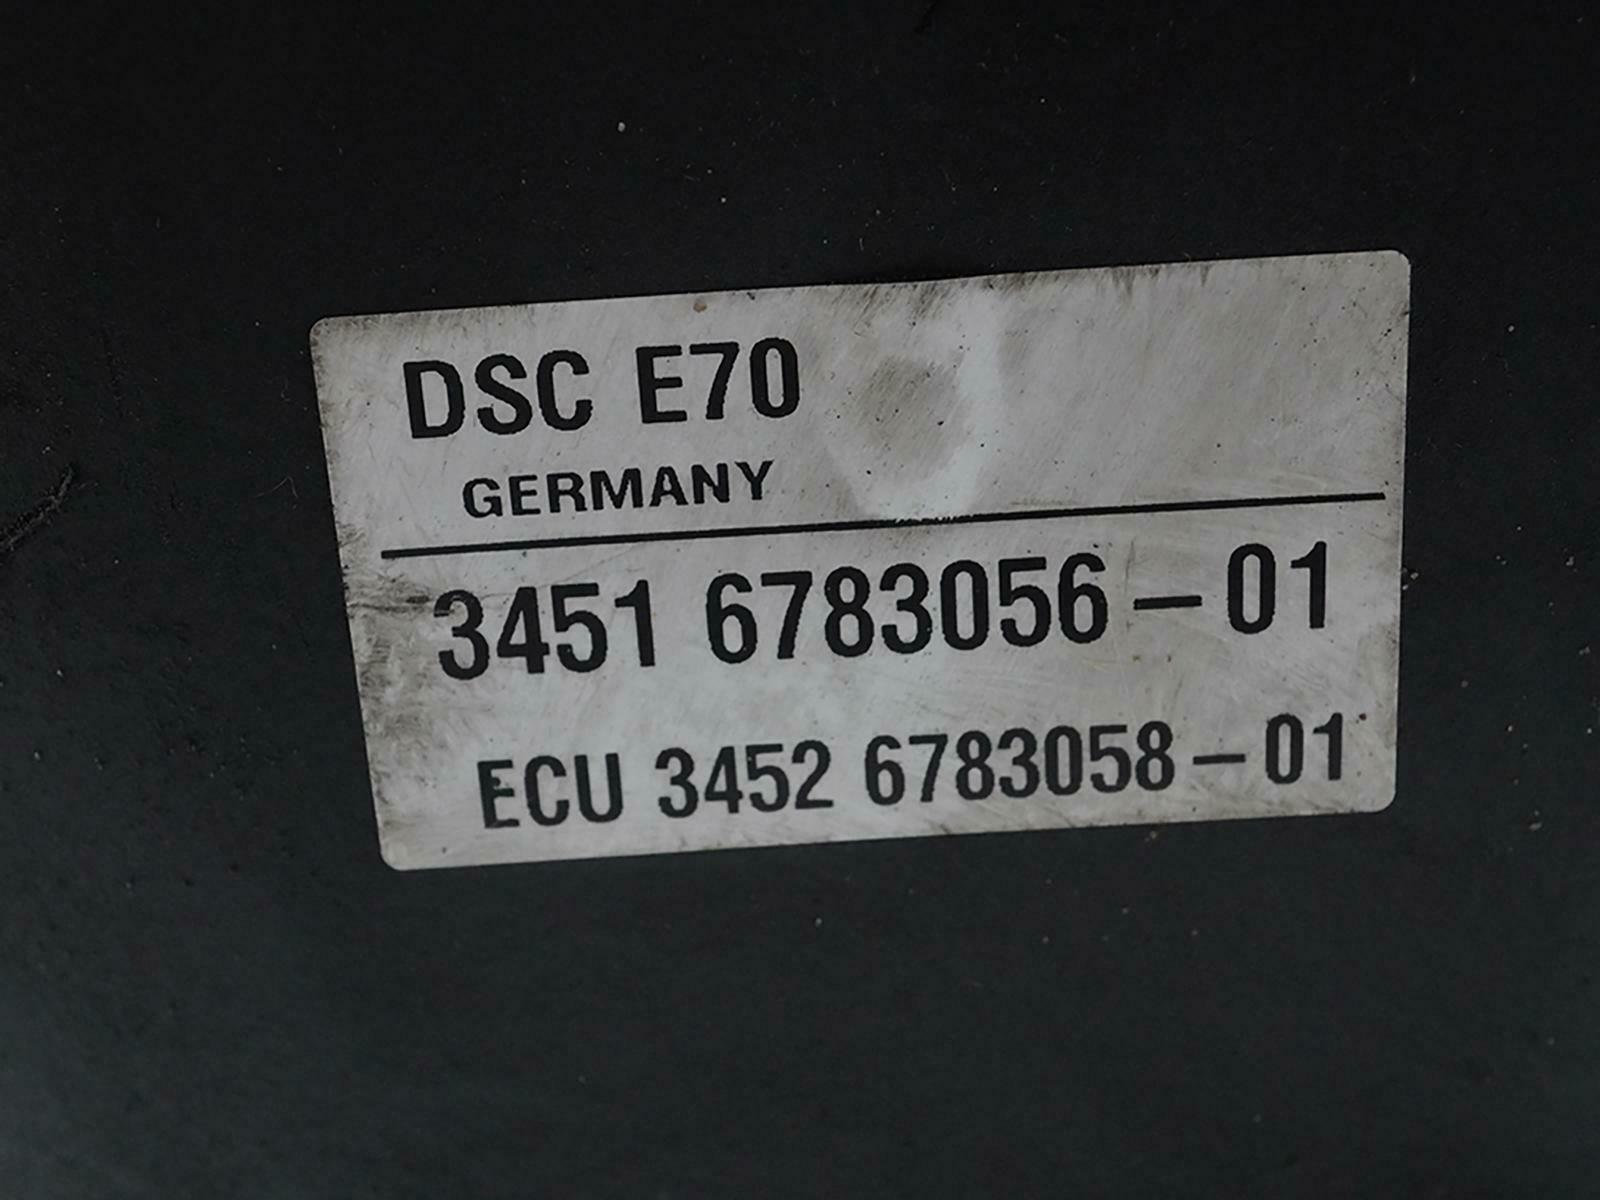 DSC E70
GERMANY
3451 6783056-01
ECU 3452 6783058-01